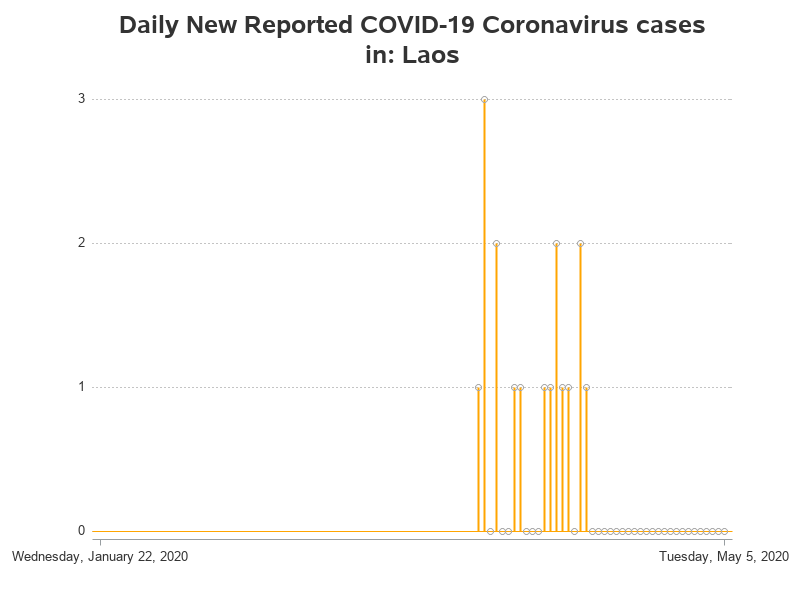 Daily New Reported COVID-19 Coronavirus cases
in: Laos
3
2
1
0
Wednesday, January 22, 2020
Tuesday, May 5, 2020